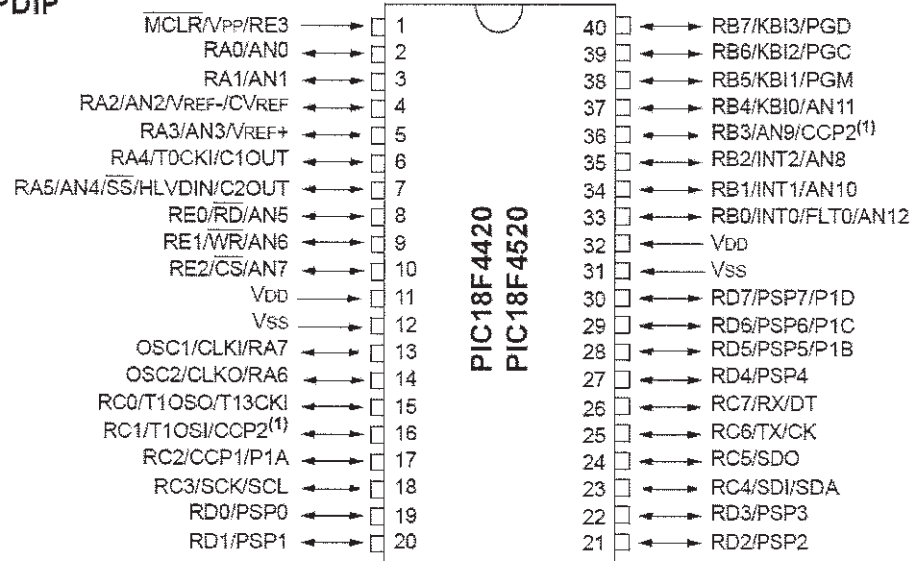 PDIP
MCLR/VPP/RE3 1
RA0/AN0 2
RA1/AN1 3
RA2/AN2/VREF-/CVREF 4
RA3/AN3/VREF+ 5
RA4/T0CKI/C1OUT 6
RA5/AN4/SS/HLVDIN/C2OUT 7
RE0/RD/AN5 8
RE1/WR/AN6 9
RE2/CS/AN7 10
VDD 11
VSS 12
OSC1/CLKI/RA7 13
OSC2/CLKO/RA6 14
RC0/T1OSO/T13CKI 15
RC1/T1OSI/CCP2(1) 16
RC2/CCP1/P1A 17
RC3/SCK/SCL 18
RD0/PSP0 19
RD1/PSP1 20
PIC18F4420
PIC18F4520
40 RB7/KBI3/PGD
39 RB6/KBI2/PGC
38 RB5/KBI1/PGM
37 RB4/KBI0/AN11
36 RB3/AN9/CCP2(1)
35 RB2/INT2/AN8
34 RB1/INT1/AN10
33 RB0/INT0/FLT0/AN12
32 VDD
31 VSS
30 RD7/PSP7/P1D
29 RD6/PSP6/P1C
28 RD5/PSP5/P1B
27 RD4/PSP4
26 RC7/RX/DT
25 RC6/TX/CK
24 RC5/SDO
23 RC4/SDI/SDA
22 RD3/PSP3
21 RD2/PSP2